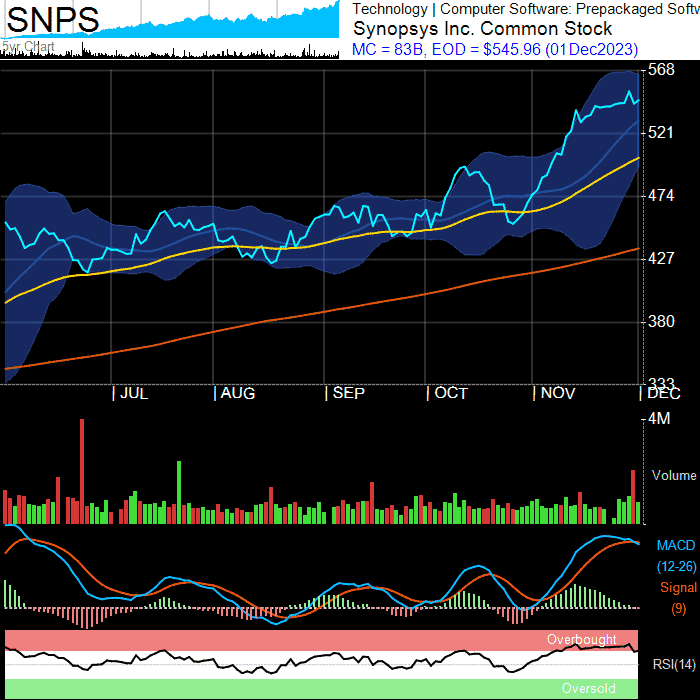 SNPS
5yr Chart
Technology | Computer Software: Prepackaged Softw
Synopsys Inc. Common Stock
MC = 83B, EOD = $545.96 (01Dec2023)
568
521
474
427
380
333
| JUL | AUG | SEP | OCT | NOV | DEC
4M
Volume
MACD
(12-26)
Signal
(9)
Overbought
RSI(14)
Oversold